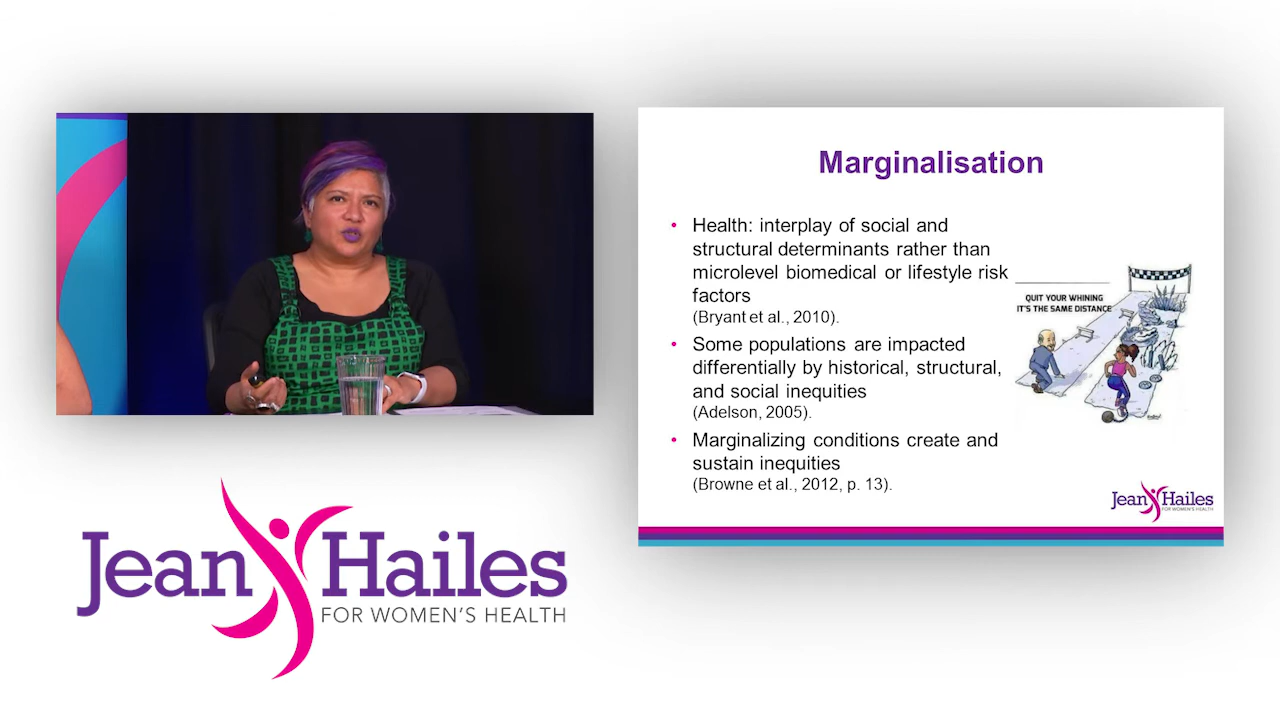 Marginalisation
• Health: interplay of social and
structural determinants rather than
microlevel biomedical or lifestyle risk
factors
(Bryant et al., 2010).
• Some populations are impacted
differentially by historical, structural,
and social inequities
(Adelson, 2005).
• Marginalizing conditions create and
sustain inequities
(Browne et al., 2012, p. 13).
QUIT YOUR WHINING
IT'S THE SAME DISTANCE
Jean Hailes
FOR WOMEN'S HEALTH
Jean Hailes
FOR WOMEN'S HEALTH